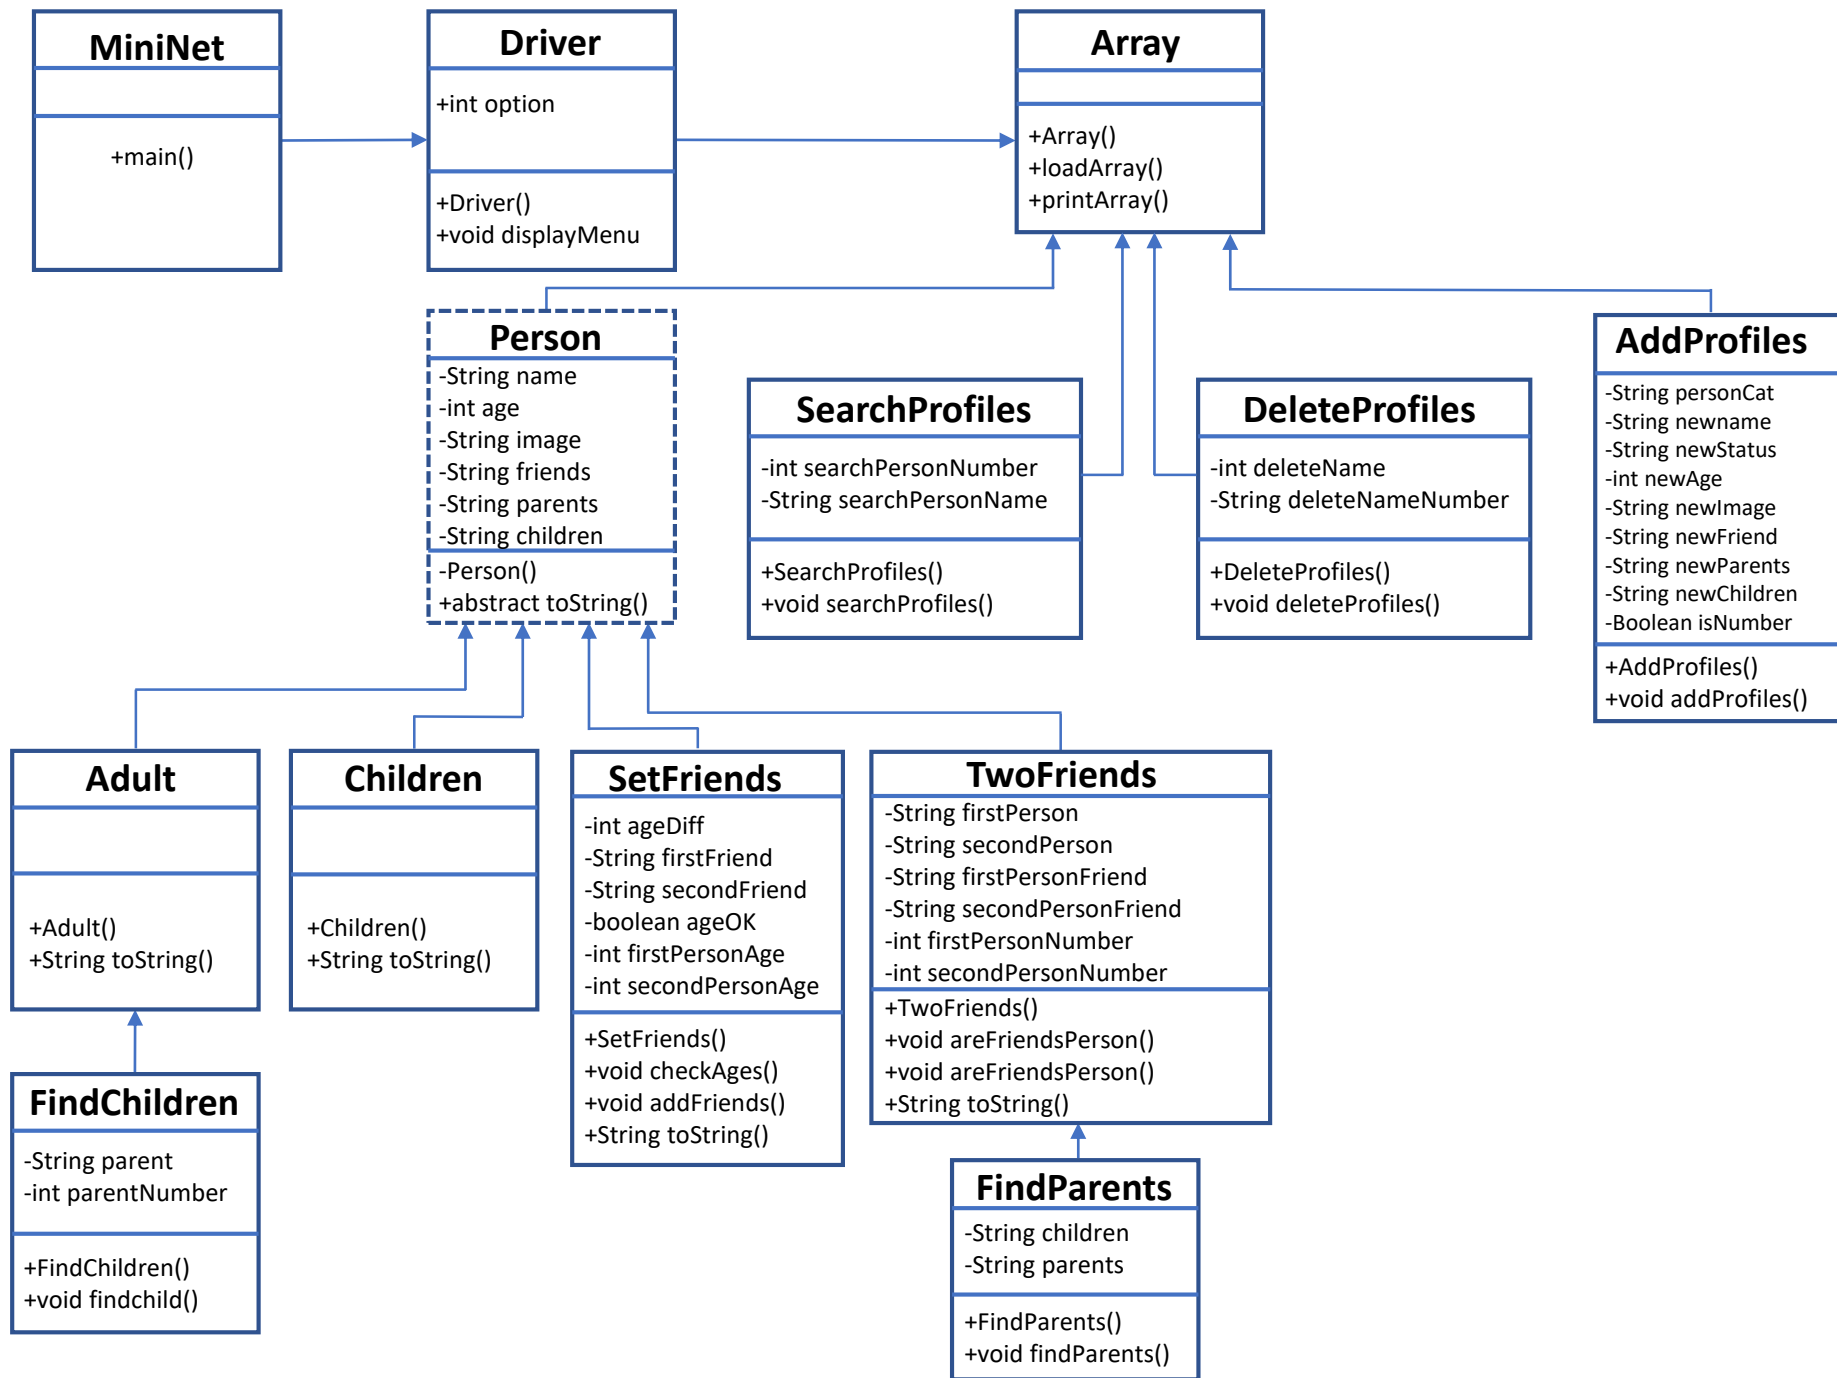 MiniNet
+main()
Driver
+int option
+Driver()
+void displayMenu
Array
+Array()
+loadArray()
+printArray()
Person
-String name
-int age
-String image
-String friends
-String parents
-String children
-Person()
+abstract toString()
SearchProfiles
-int searchPersonNumber
-String searchPersonName
+SearchProfiles()
+void searchProfiles()
DeleteProfiles
-int deleteName
-String deleteNameNumber
+DeleteProfiles()
+void deleteProfiles()
AddProfiles
-String personCat
-String newname
-String newStatus
-int newAge
-String newImage
-String newFriend
-String newParents
-String newChildren
-Boolean isNumber
+AddProfiles()
+void addProfiles()
Adult
+Adult()
+String toString()
Children
+Children()
+String toString()
SetFriends
-int ageDiff
-String firstFriend
-String secondFriend
-boolean ageOK
-int firstPersonAge
-int secondPersonAge
+SetFriends()
+void checkAges()
+void addFriends()
+String toString()
TwoFriends
-String firstPerson
-String secondPerson
-String firstPersonFriend
-String secondPersonFriend
-int firstPersonNumber
-int secondPersonNumber
+TwoFriends()
+void areFriendsPerson()
+void areFriendsPerson()
+String toString()
FindChildren
-String parent
-int parentNumber
+FindChildren()
+void findchild()
FindParents
-String children
-String parents
+FindParents()
+void findParents()